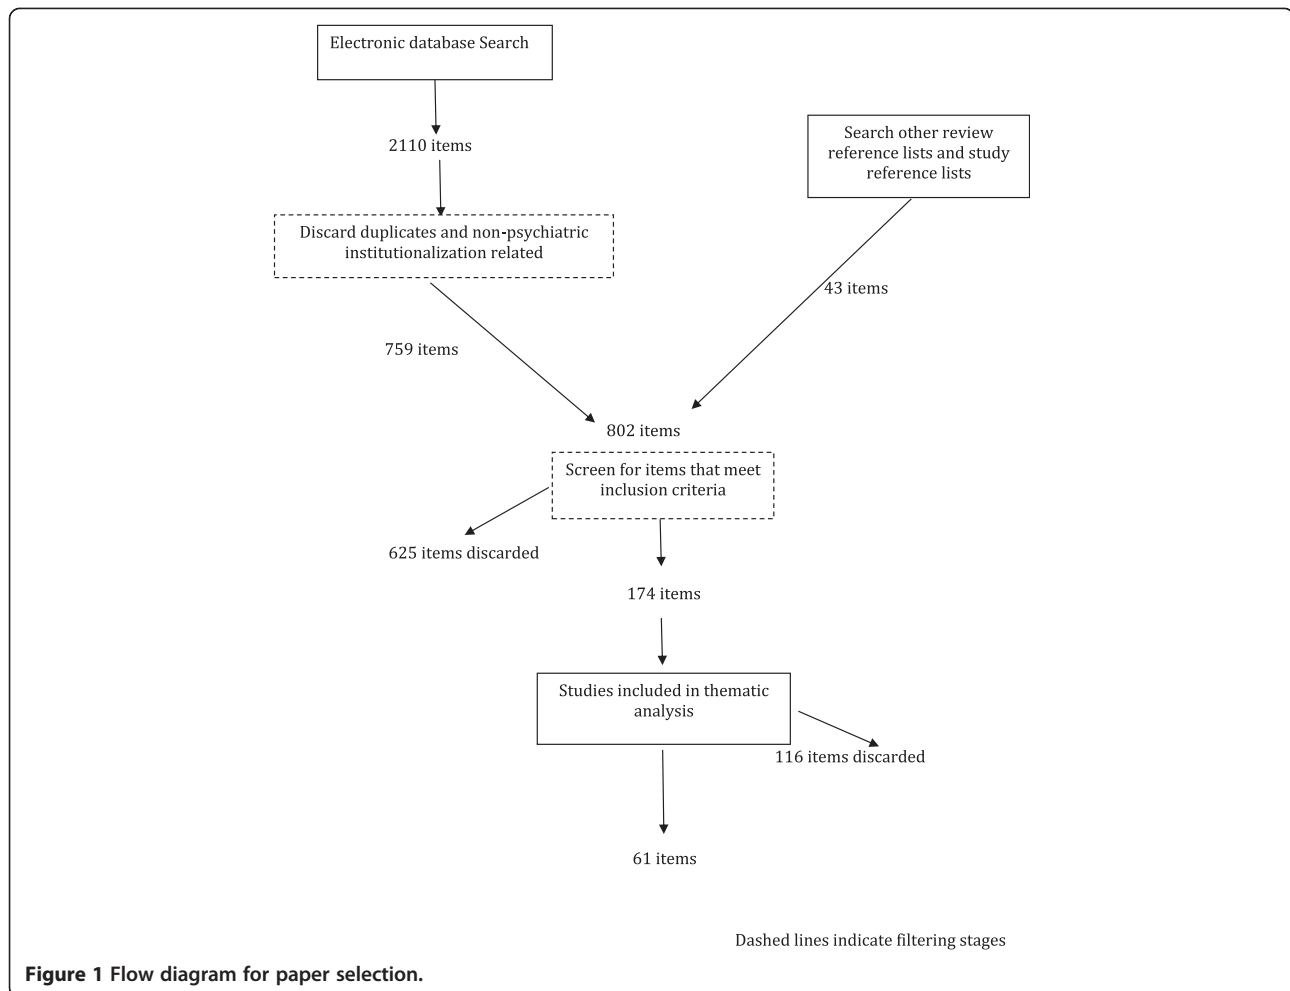 Electronic database Search
2110 items
Search other review
reference lists and study
reference lists
Discard duplicates and non-psychiatric
institutionalization related
43 items
759 items
802 items
Screen for items that meet
inclusion criteria
625 items discarded
174 items
Studies included in thematic
analysis
116 items discarded
61 items
Dashed lines indicate filtering stages
Figure 1 Flow diagram for paper selection.